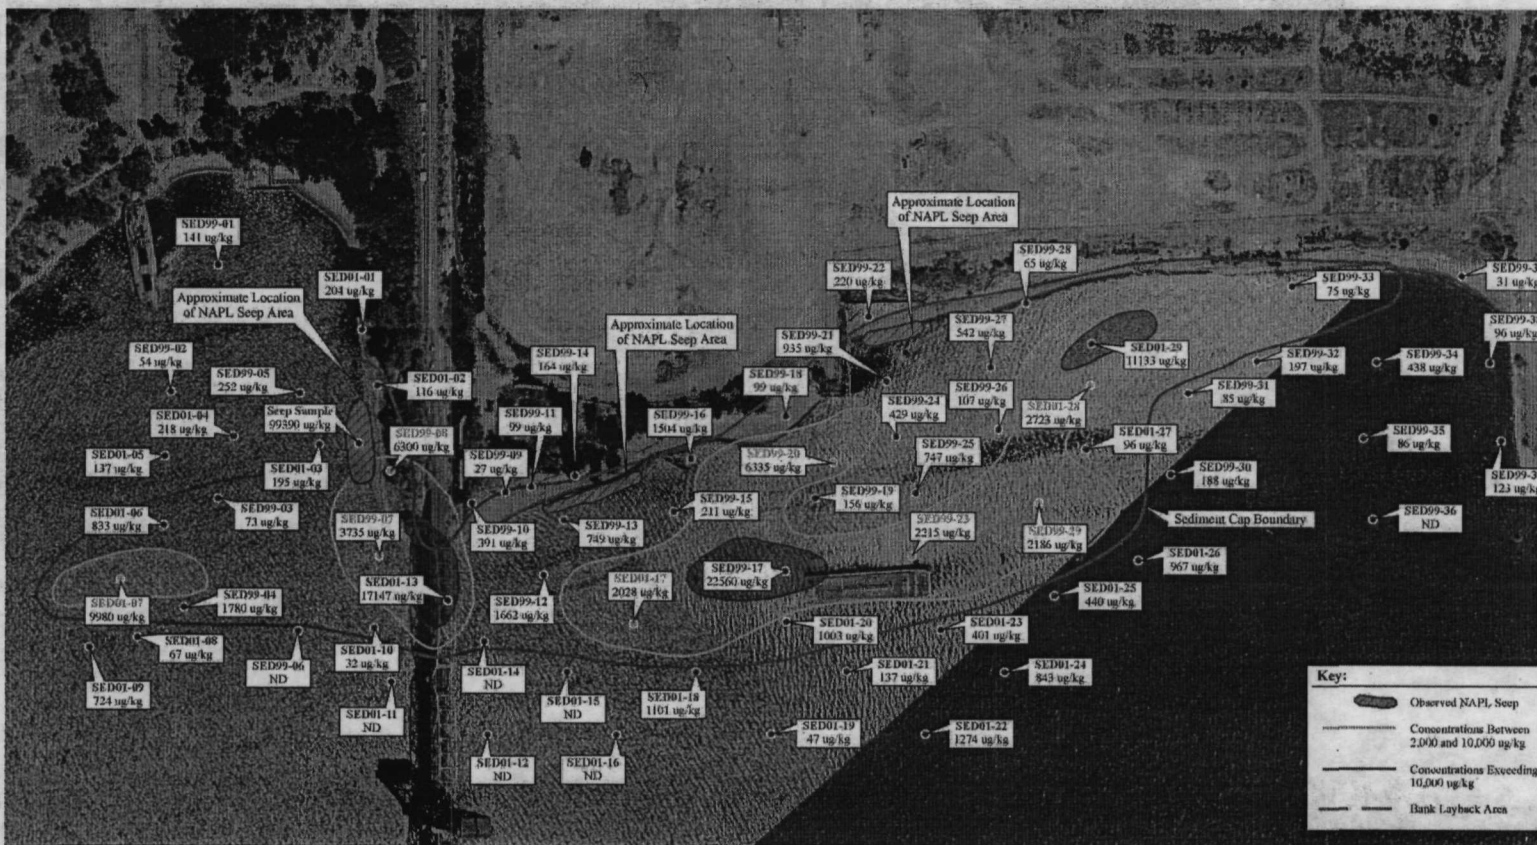 SED99-01
141 ug/kg
SED01-01
204 ug/kg
Approximate Location
of NAPL Seep Area
SED99-02
54 ug/kg
SED99-05
252 ug/kg
SED01-02
116 ug/kg
SED01-04
218 ug/kg
Seep Sample
99390 ug/kg
SED99-08
6300 ug/kg
SED01-05
137 ug/kg
SED01-03
195 ug/kg
SED99-03
73 ug/kg
SED01-06
833 ug/kg
SED99-07
3735 ug/kg
SED01-07
9980 ug/kg
SED99-04
1780 ug/kg
SED01-13
17147 ug/kg
SED01-08
67 ug/kg
SED99-06
ND
SED01-10
32 ug/kg
SED01-09
724 ug/kg
SED01-11
ND
SED99-14
164 ug/kg
Approximate Location
of NAPL Seep Area
SED99-11
99 ug/kg
SED99-09
27 ug/kg
SED99-16
1504 ug/kg
SED99-10
391 ug/kg
SED99-13
749 ug/kg
SED99-15
211 ug/kg
SED99-12
1662 ug/kg
SED01-17
2028 ug/kg
SED99-17
22560 ug/kg
SED01-14
ND
SED01-15
ND
SED01-18
1101 ug/kg
SED01-12
ND
SED01-16
ND
Approximate Location
of NAPL Seep Area
SED99-22
220 ug/kg
SED99-28
65 ug/kg
SED99-21
935 ug/kg
SED99-27
542 ug/kg
SED01-29
11133 ug/kg
SED99-33
75 ug/kg
SED99-3
31 ug/kg
SED99-18
99 ug/kg
SED99-24
429 ug/kg
SED99-26
107 ug/kg
SED01-28
2723 ug/kg
SED99-31
85 ug/kg
SED99-32
197 ug/kg
SED99-34
438 ug/kg
SED99-3
96 ug/kg
SED99-20
6335 ug/kg
SED99-25
747 ug/kg
SED01-27
96 ug/kg
SED99-35
86 ug/kg
SED99-19
156 ug/kg
SED99-30
188 ug/kg
SED99-3
123 ug/kg
SED99-23
2215 ug/kg
SED99-29
2186 ug/kg
Sediment Cap Boundary
SED99-36
ND
SED01-26
967 ug/kg
SED01-25
440 ug/kg
SED01-20
1003 ug/kg
SED01-23
401 ug/kg
SED01-21
137 ug/kg
SED01-24
843 ug/kg
SED01-19
47 ug/kg
SED01-22
1274 ug/kg
Key:
Observed NAPL Seep
Concentrations Between
2,000 and 10,000 ug/kg
Concentrations Exceeding
10,000 ug/kg
Bank Layback Area